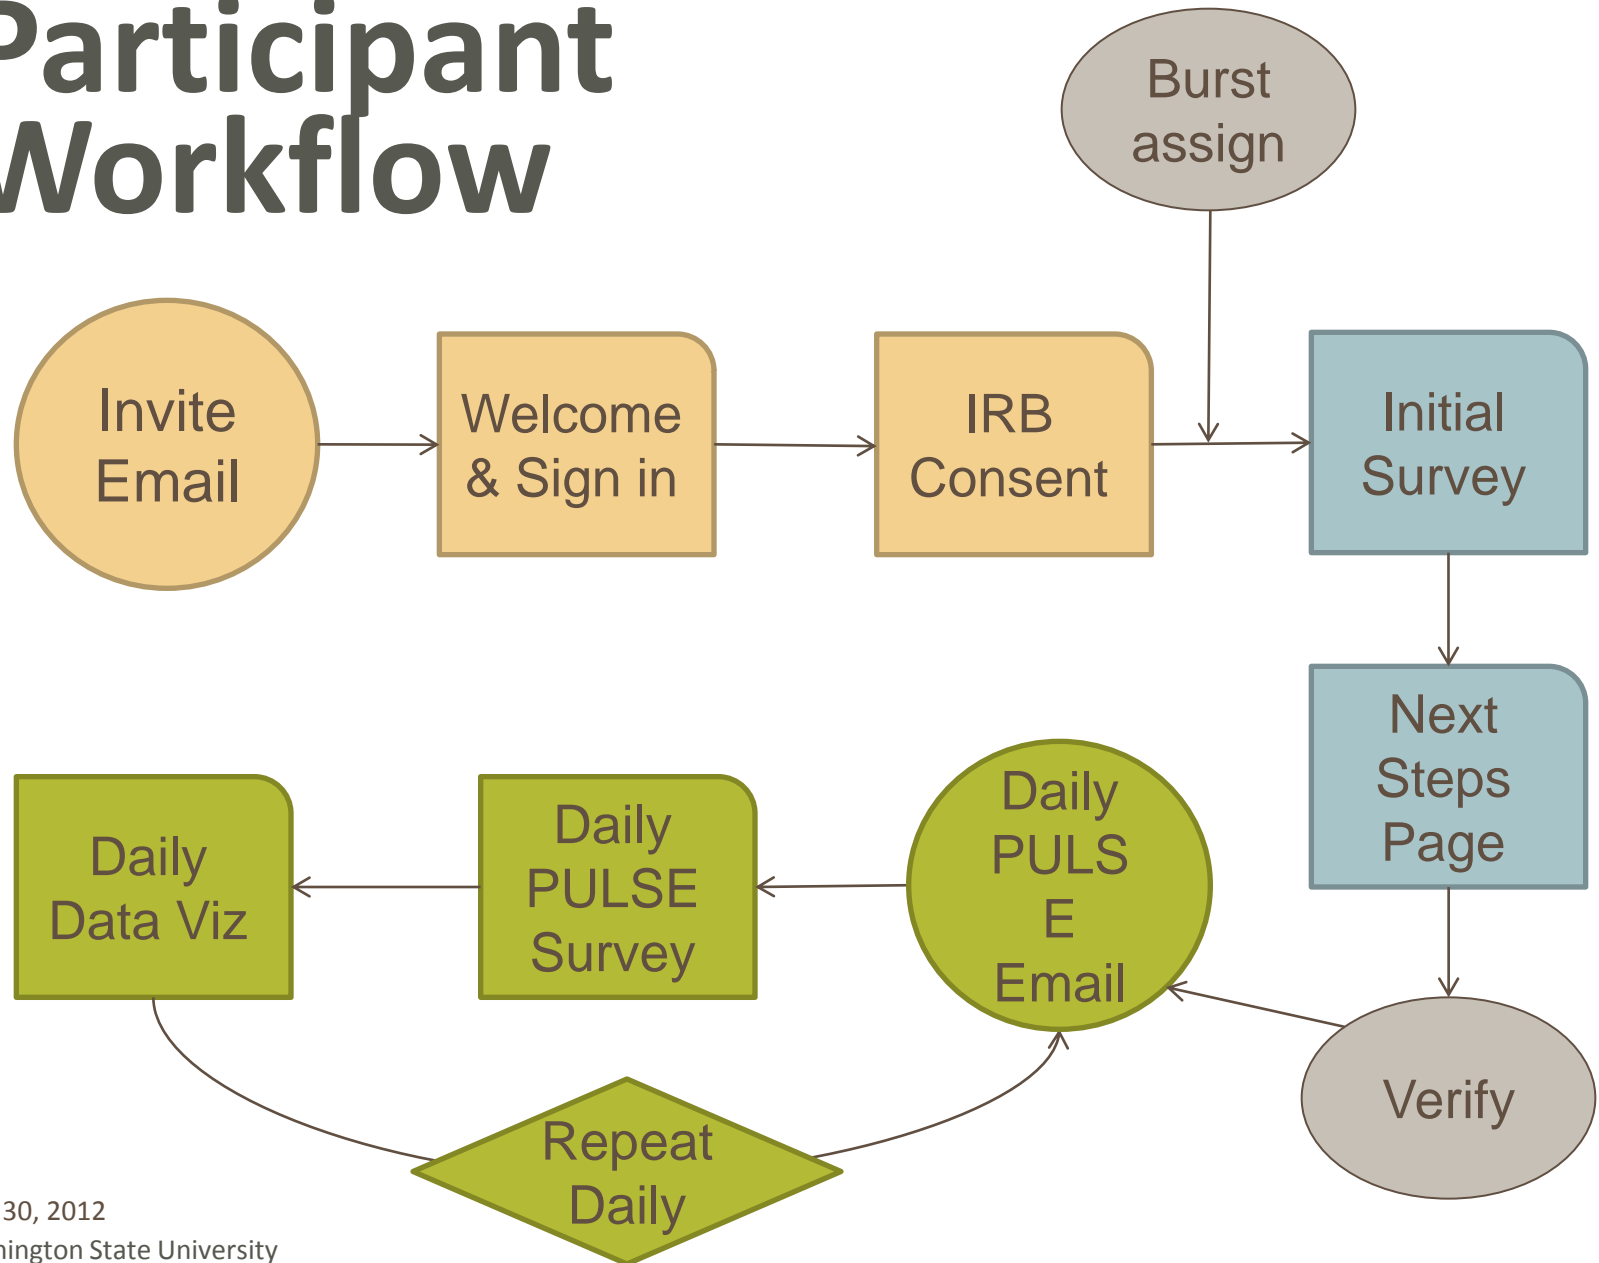 Participant
Workflow
Burst
assign
Invite
Email
Welcome
& Sign in
IRB
Consent
Initial
Survey
Next
Steps
Page
Daily
Data Viz
Daily
PULSE
Survey
Daily
PULS
E
Email
Verify
Repeat
Daily
30, 2012
State University